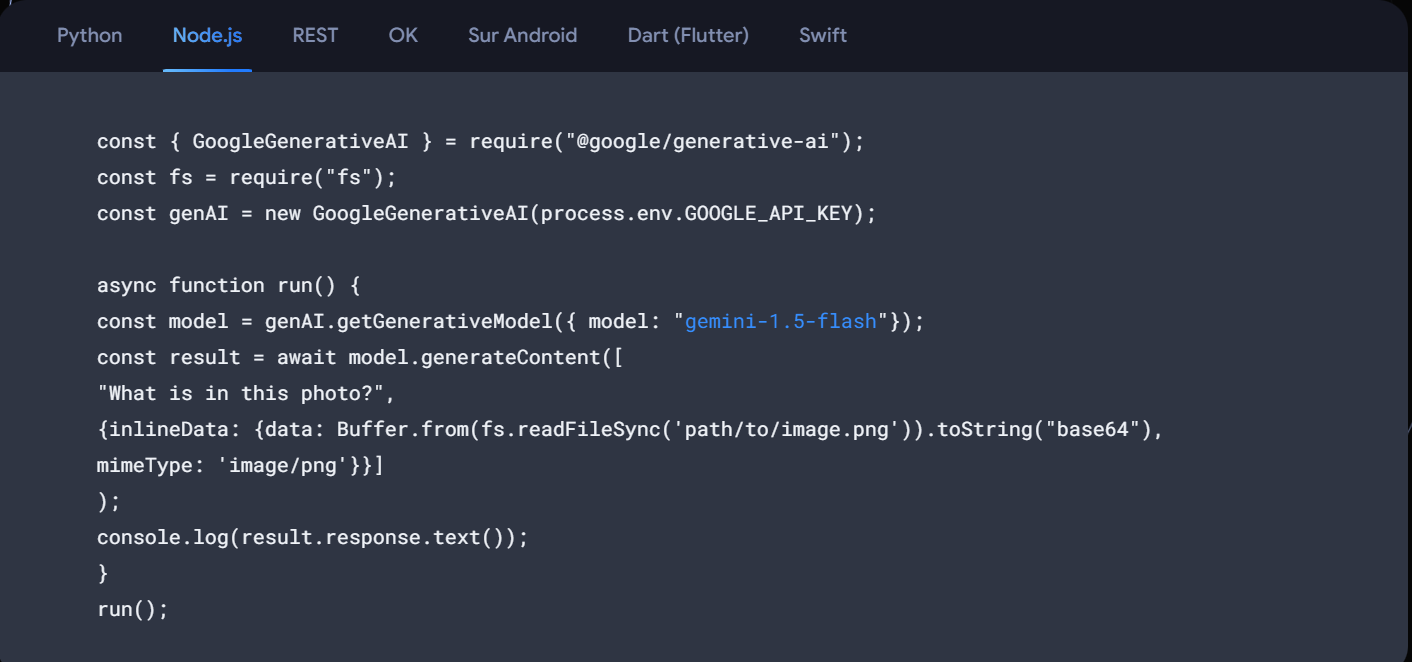 Python Node.js REST OK Sur Android Dart (Flutter) Swift
const { GoogleGenerativeAI } = require("@google/generative-ai");
const fs = require("fs");
const genAI = new GoogleGenerativeAI(process.env.GOOGLE_API_KEY);
async function run() {
const model = genAI.getGenerativeModel({ model: "gemini-1.5-flash"});
const result = await model.generateContent([
"What is in this photo?",
{inlineData: {data: Buffer.from(fs.readFileSync('path/to/image.png')).toString("base64"),
mimeType: 'image/png'}}]
);
console.log(result.response.text());
}
run();